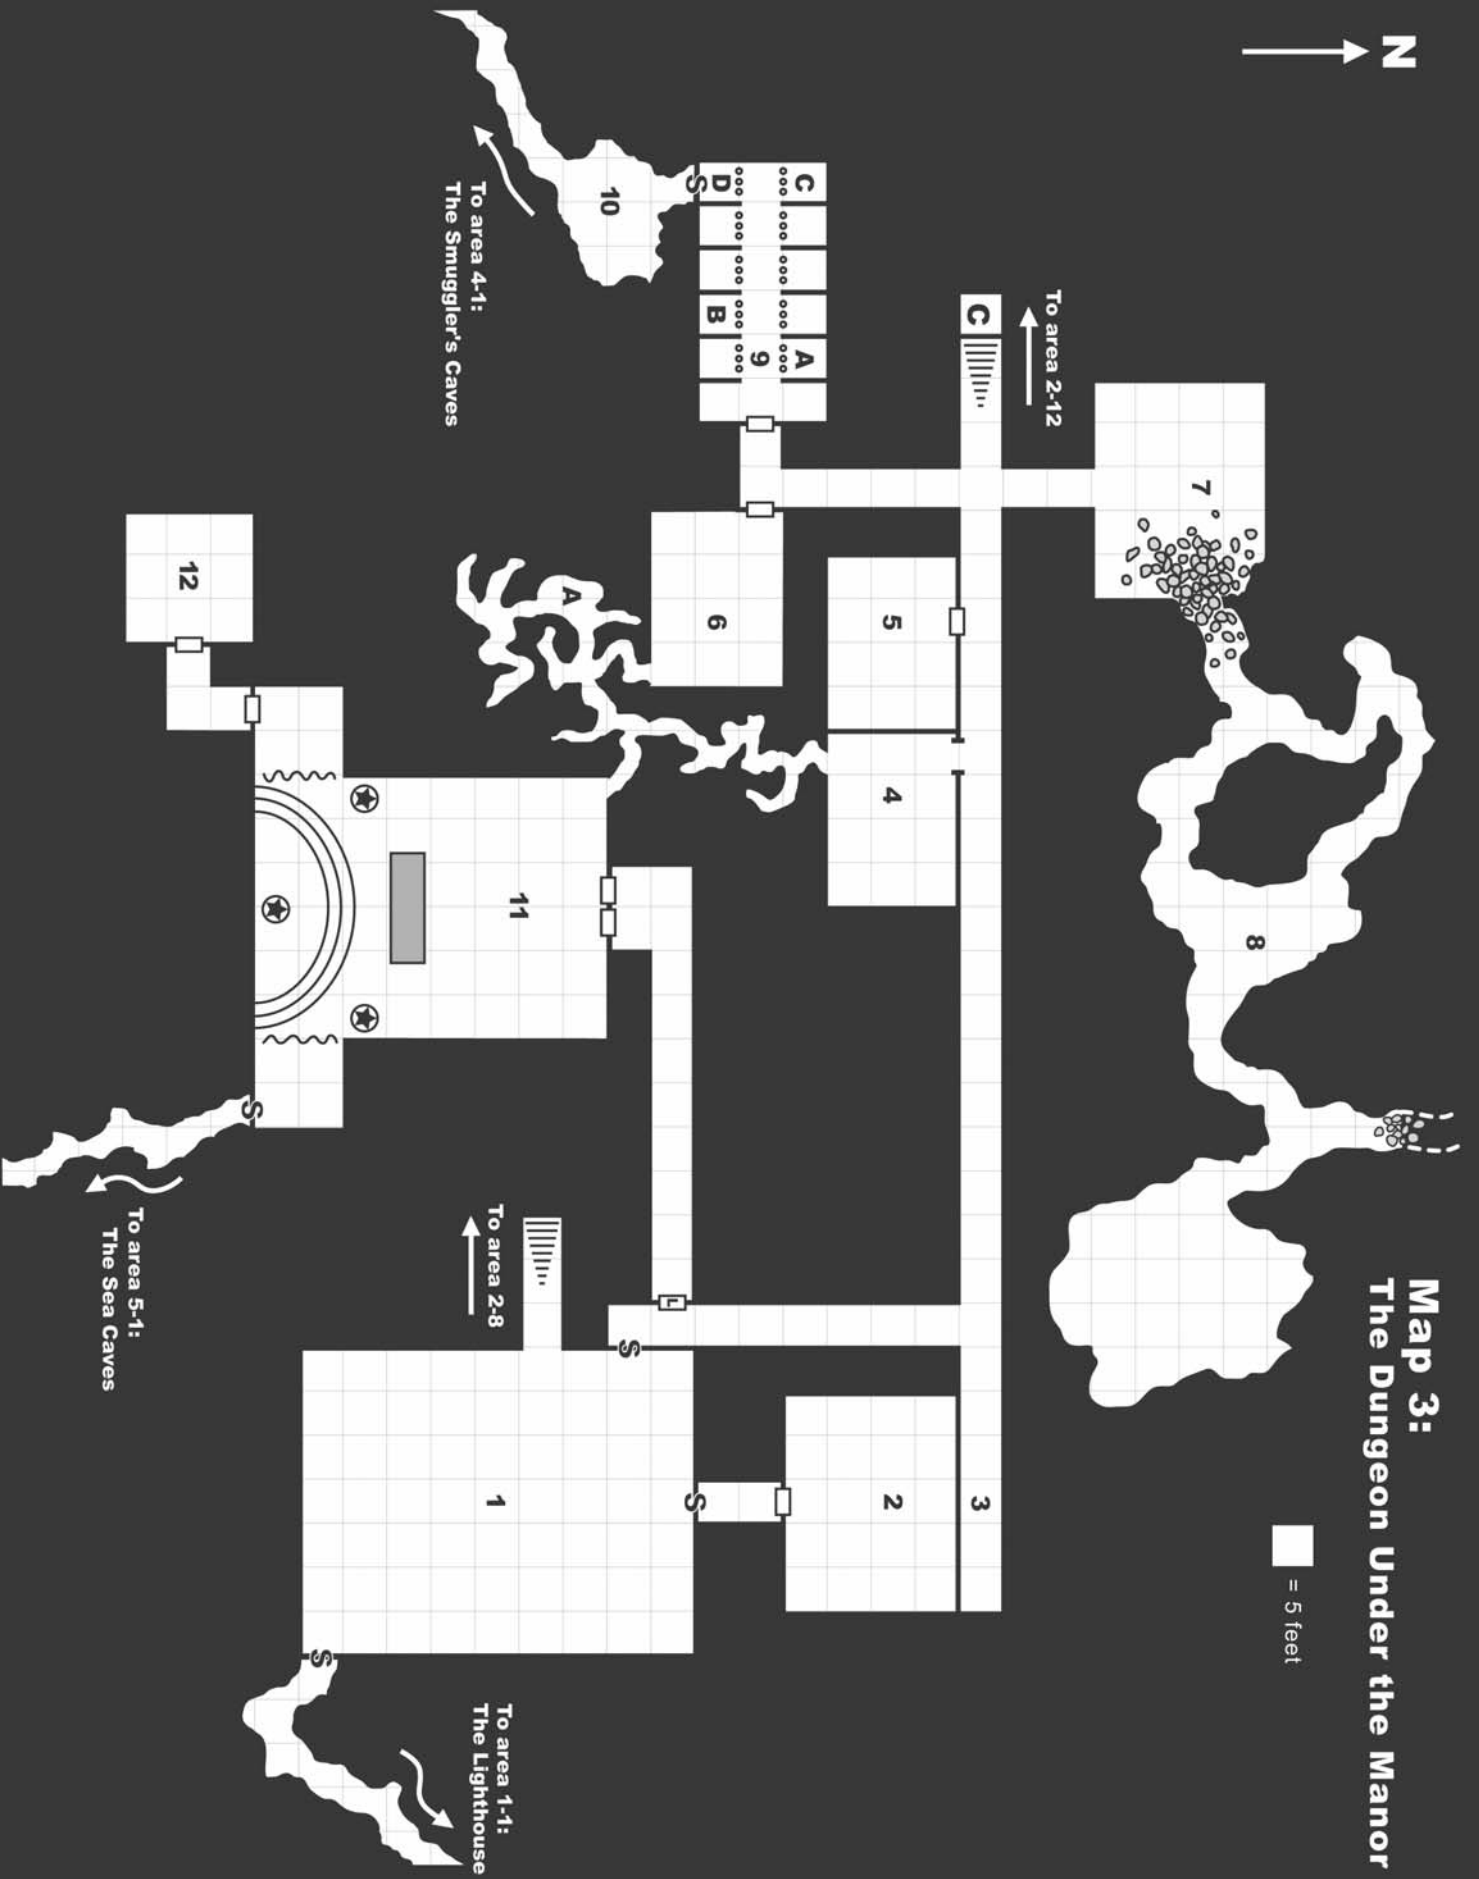 N
Map 3:
The Dungeon Under the Manor
= 5 feet
8
7
To area 2-12
C
3
5
4
2
C
A
9
D
B
6
S
S
L
S
10
A
11
1
To area 1-1:
The Lighthouse
To area 2-8
To area 4-1:
The Smuggler's Caves
S
S
12
To area 5-1:
The Sea Caves